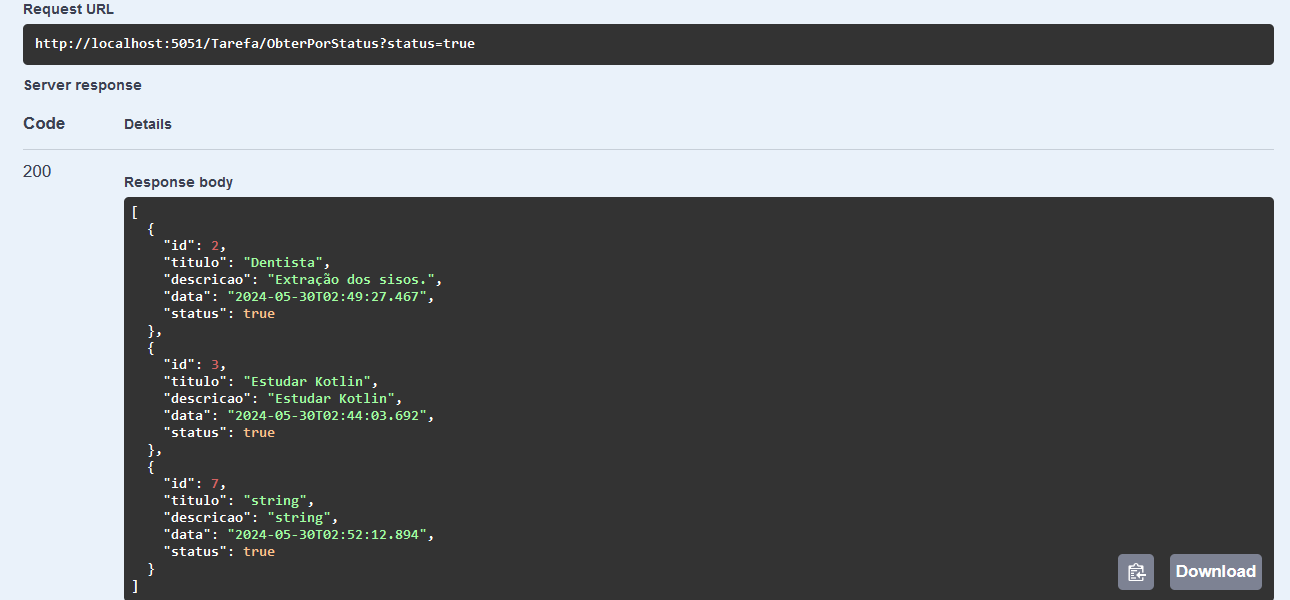 Request URL
http://localhost:5051/Tarefa/ObterPorStatus?status=true
Server response
Code Details
200
Response body
[
{
"id": 2,
"titulo": "Dentista",
"descricao": "Extração dos sisos.",
"data": "2024-05-30T02:49:27.467",
"status": true
},
{
"id": 3,
"titulo": "Estudar Kotlin",
"descricao": "Estudar Kotlin",
"data": "2024-05-30T02:44:03.692",
"status": true
},
{
"id": 7,
"titulo": "string",
"descricao": "string",
"data": "2024-05-30T02:52:12.894",
"status": true
}
]
Download